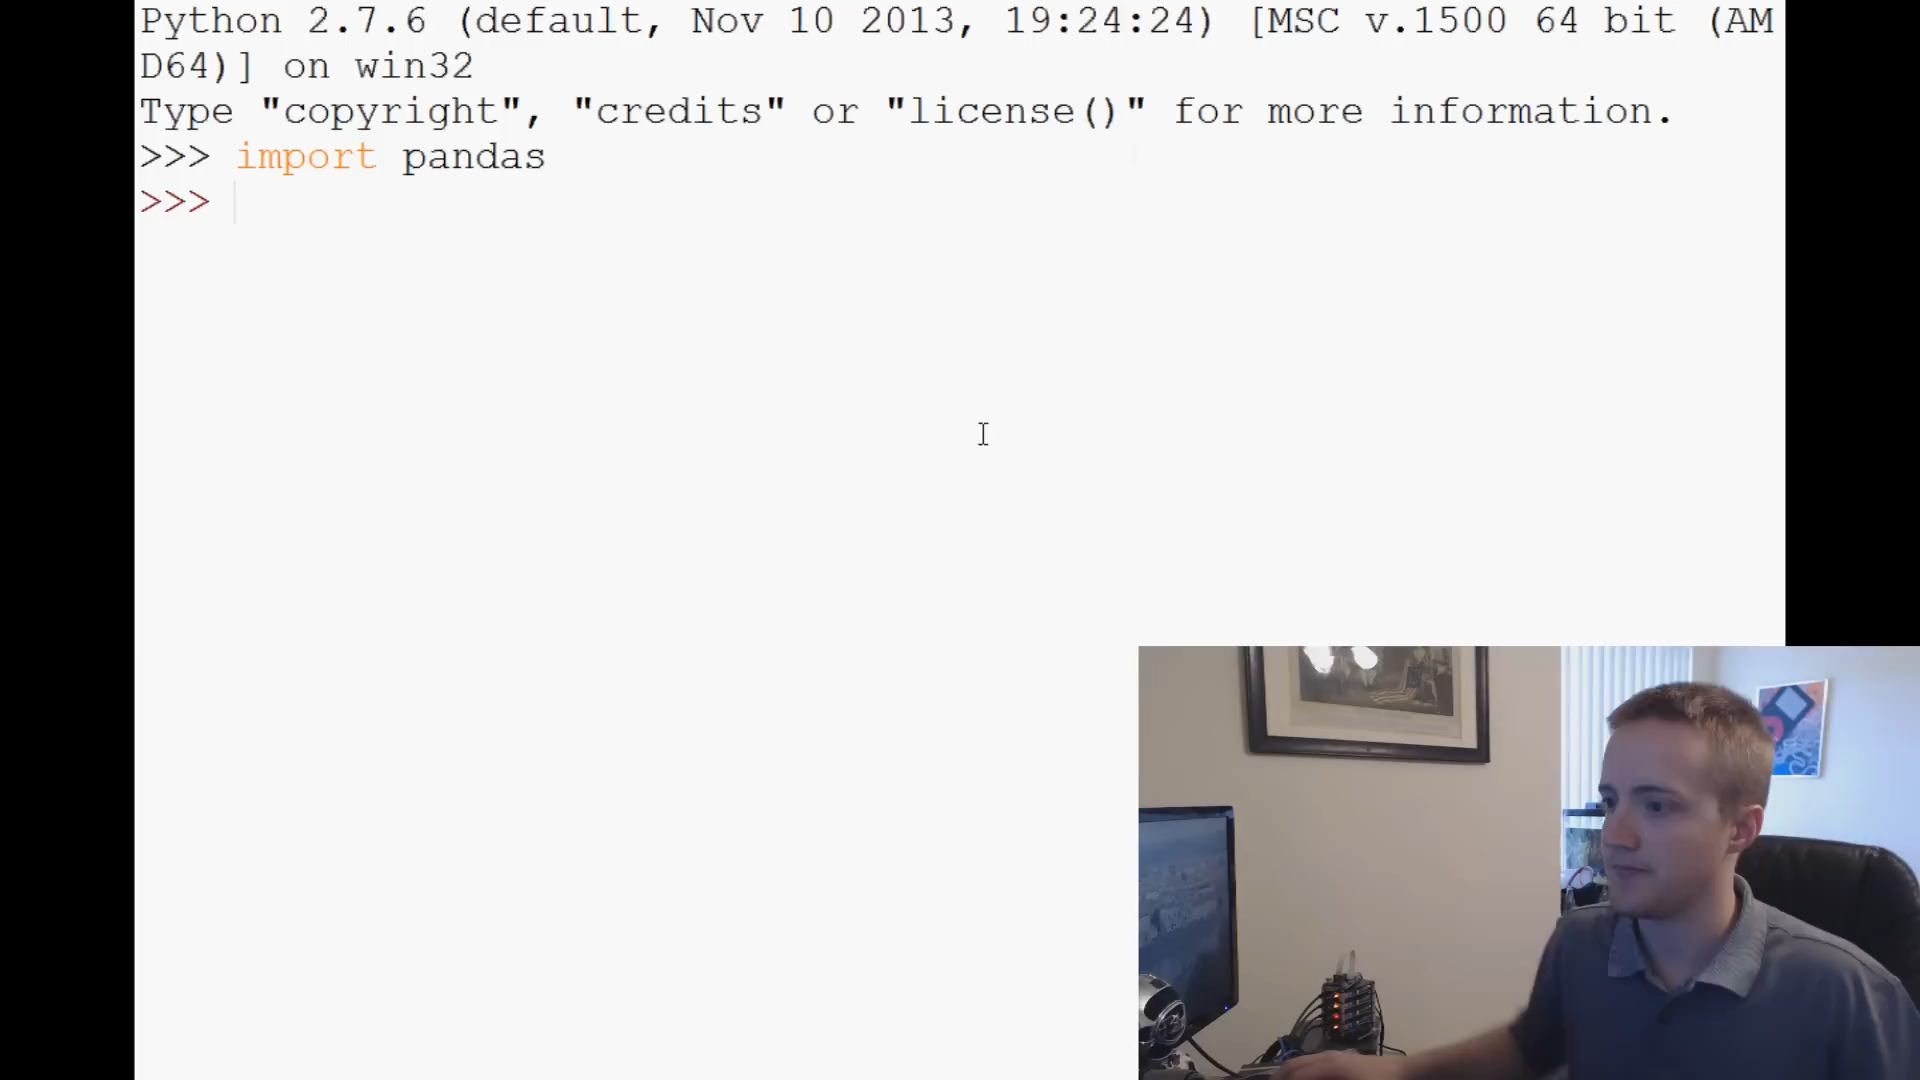 Python 2.7.6 (default, Nov 10 2013, 19:24:24) [MSC v.1500 64 bit (AM
D64)] on win32
Type "copyright", "credits" or "license()" for more information.
>>> import pandas
>>>